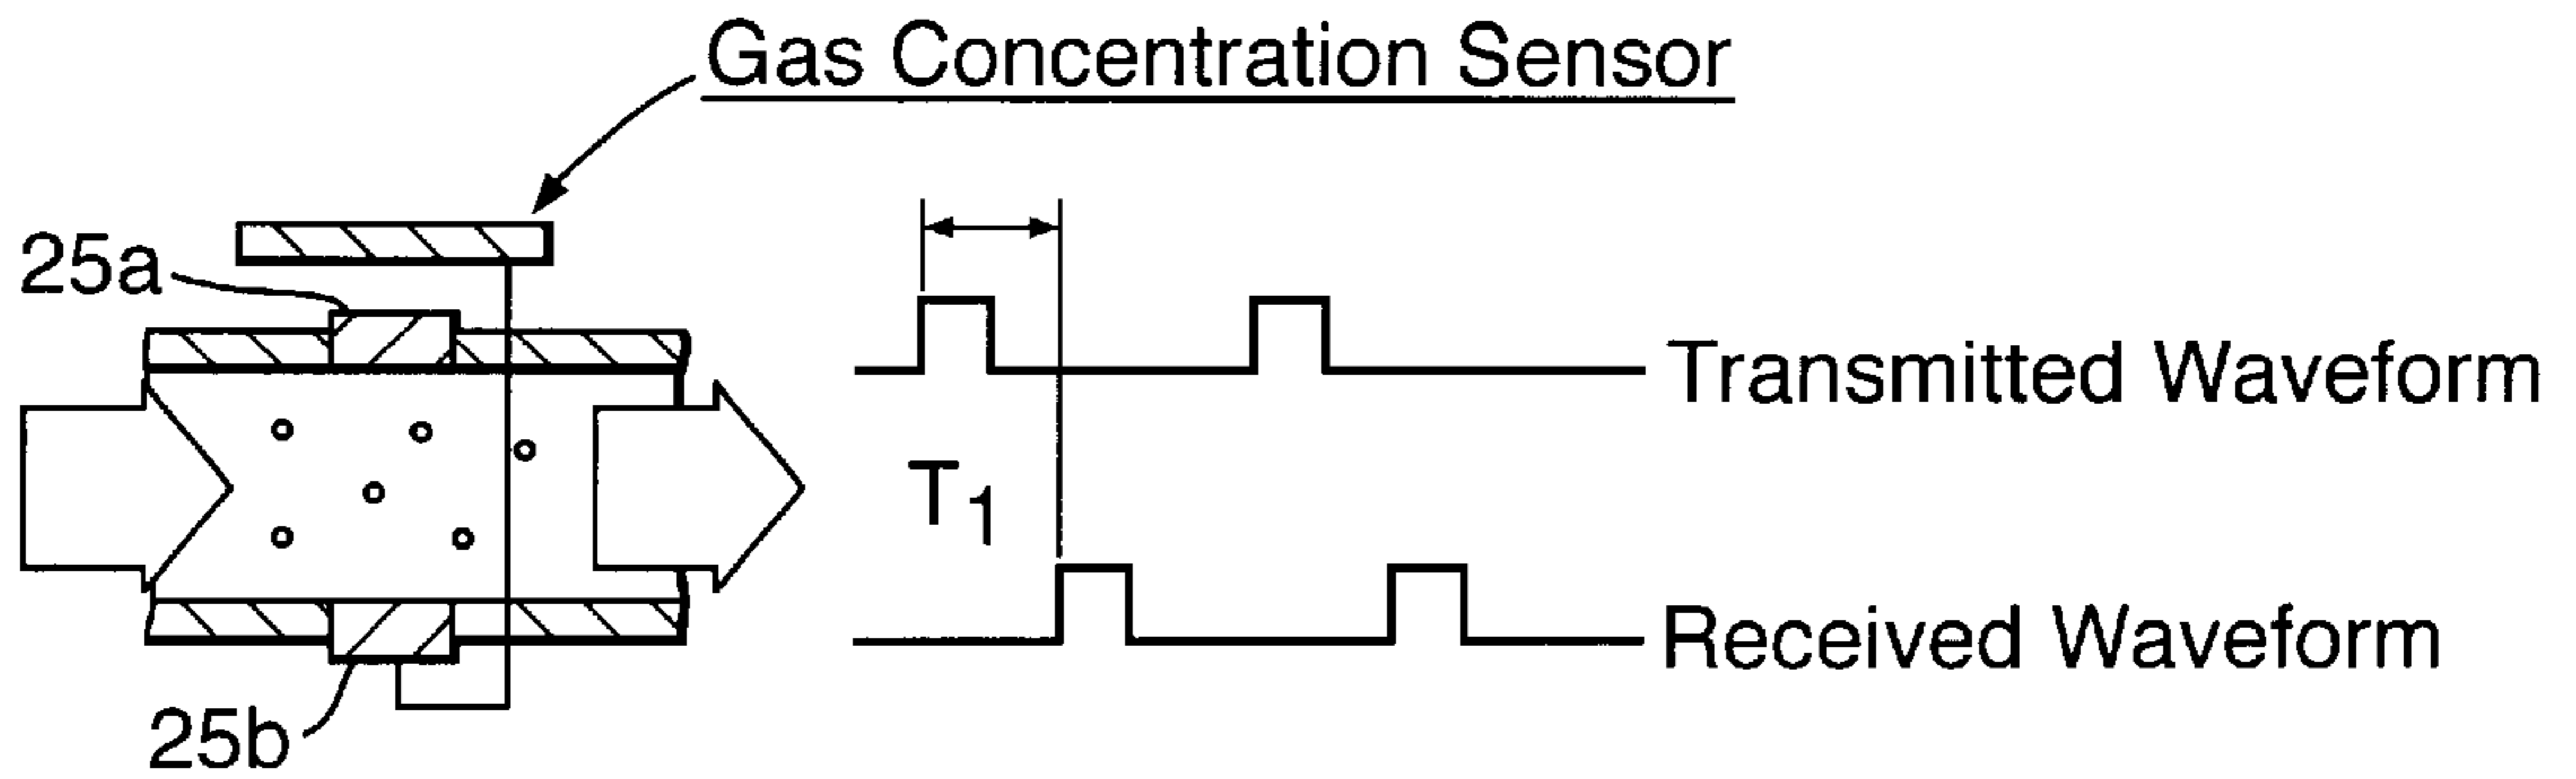 Gas Concentration Sensor
25a
Transmitted Waveform
T1
Received Waveform
25b